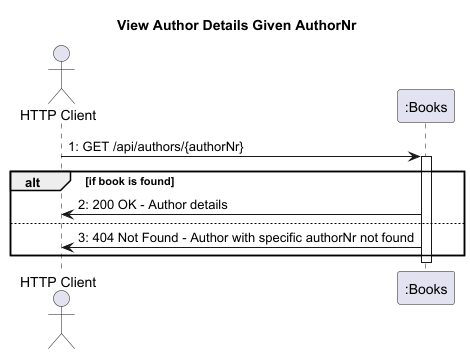 View Author Details Given AuthorNr
HTTP Client
:Books
1: GET /api/authors/{authorNr}
alt [if book is found]
2: 200 OK - Author details
3: 404 Not Found - Author with specific authorNr not found
HTTP Client
:Books